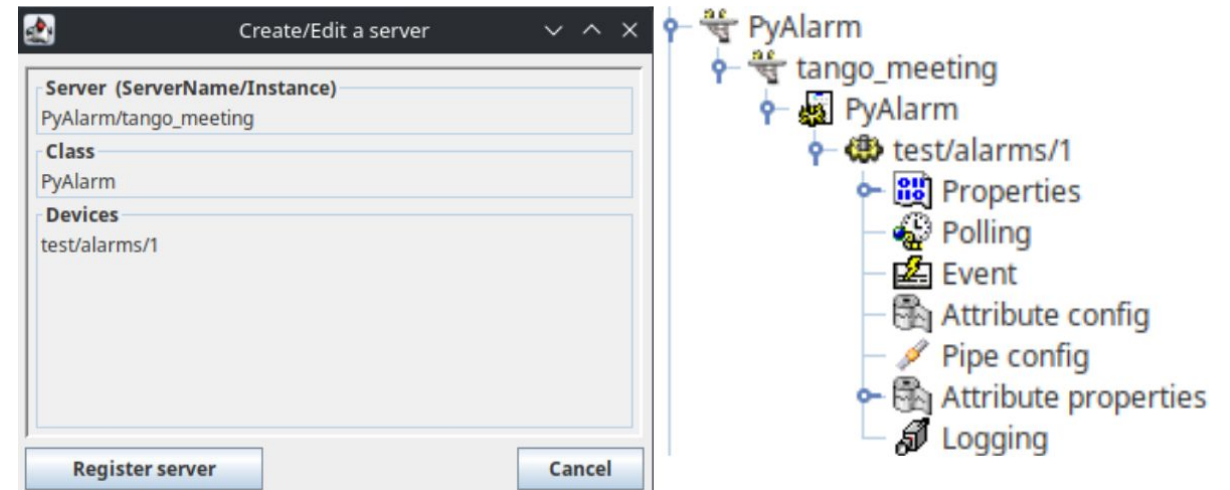 Create/Edit a server
Server (ServerName/Instance)
PyAlarm/tango_meeting
Class
PyAlarm
Devices
test/alarms/1
Register server
Cancel
PyAlarm
tango_meeting
PyAlarm
test/alarms/1
Properties
Polling
Event
Attribute config
Pipe config
Attribute properties
Logging